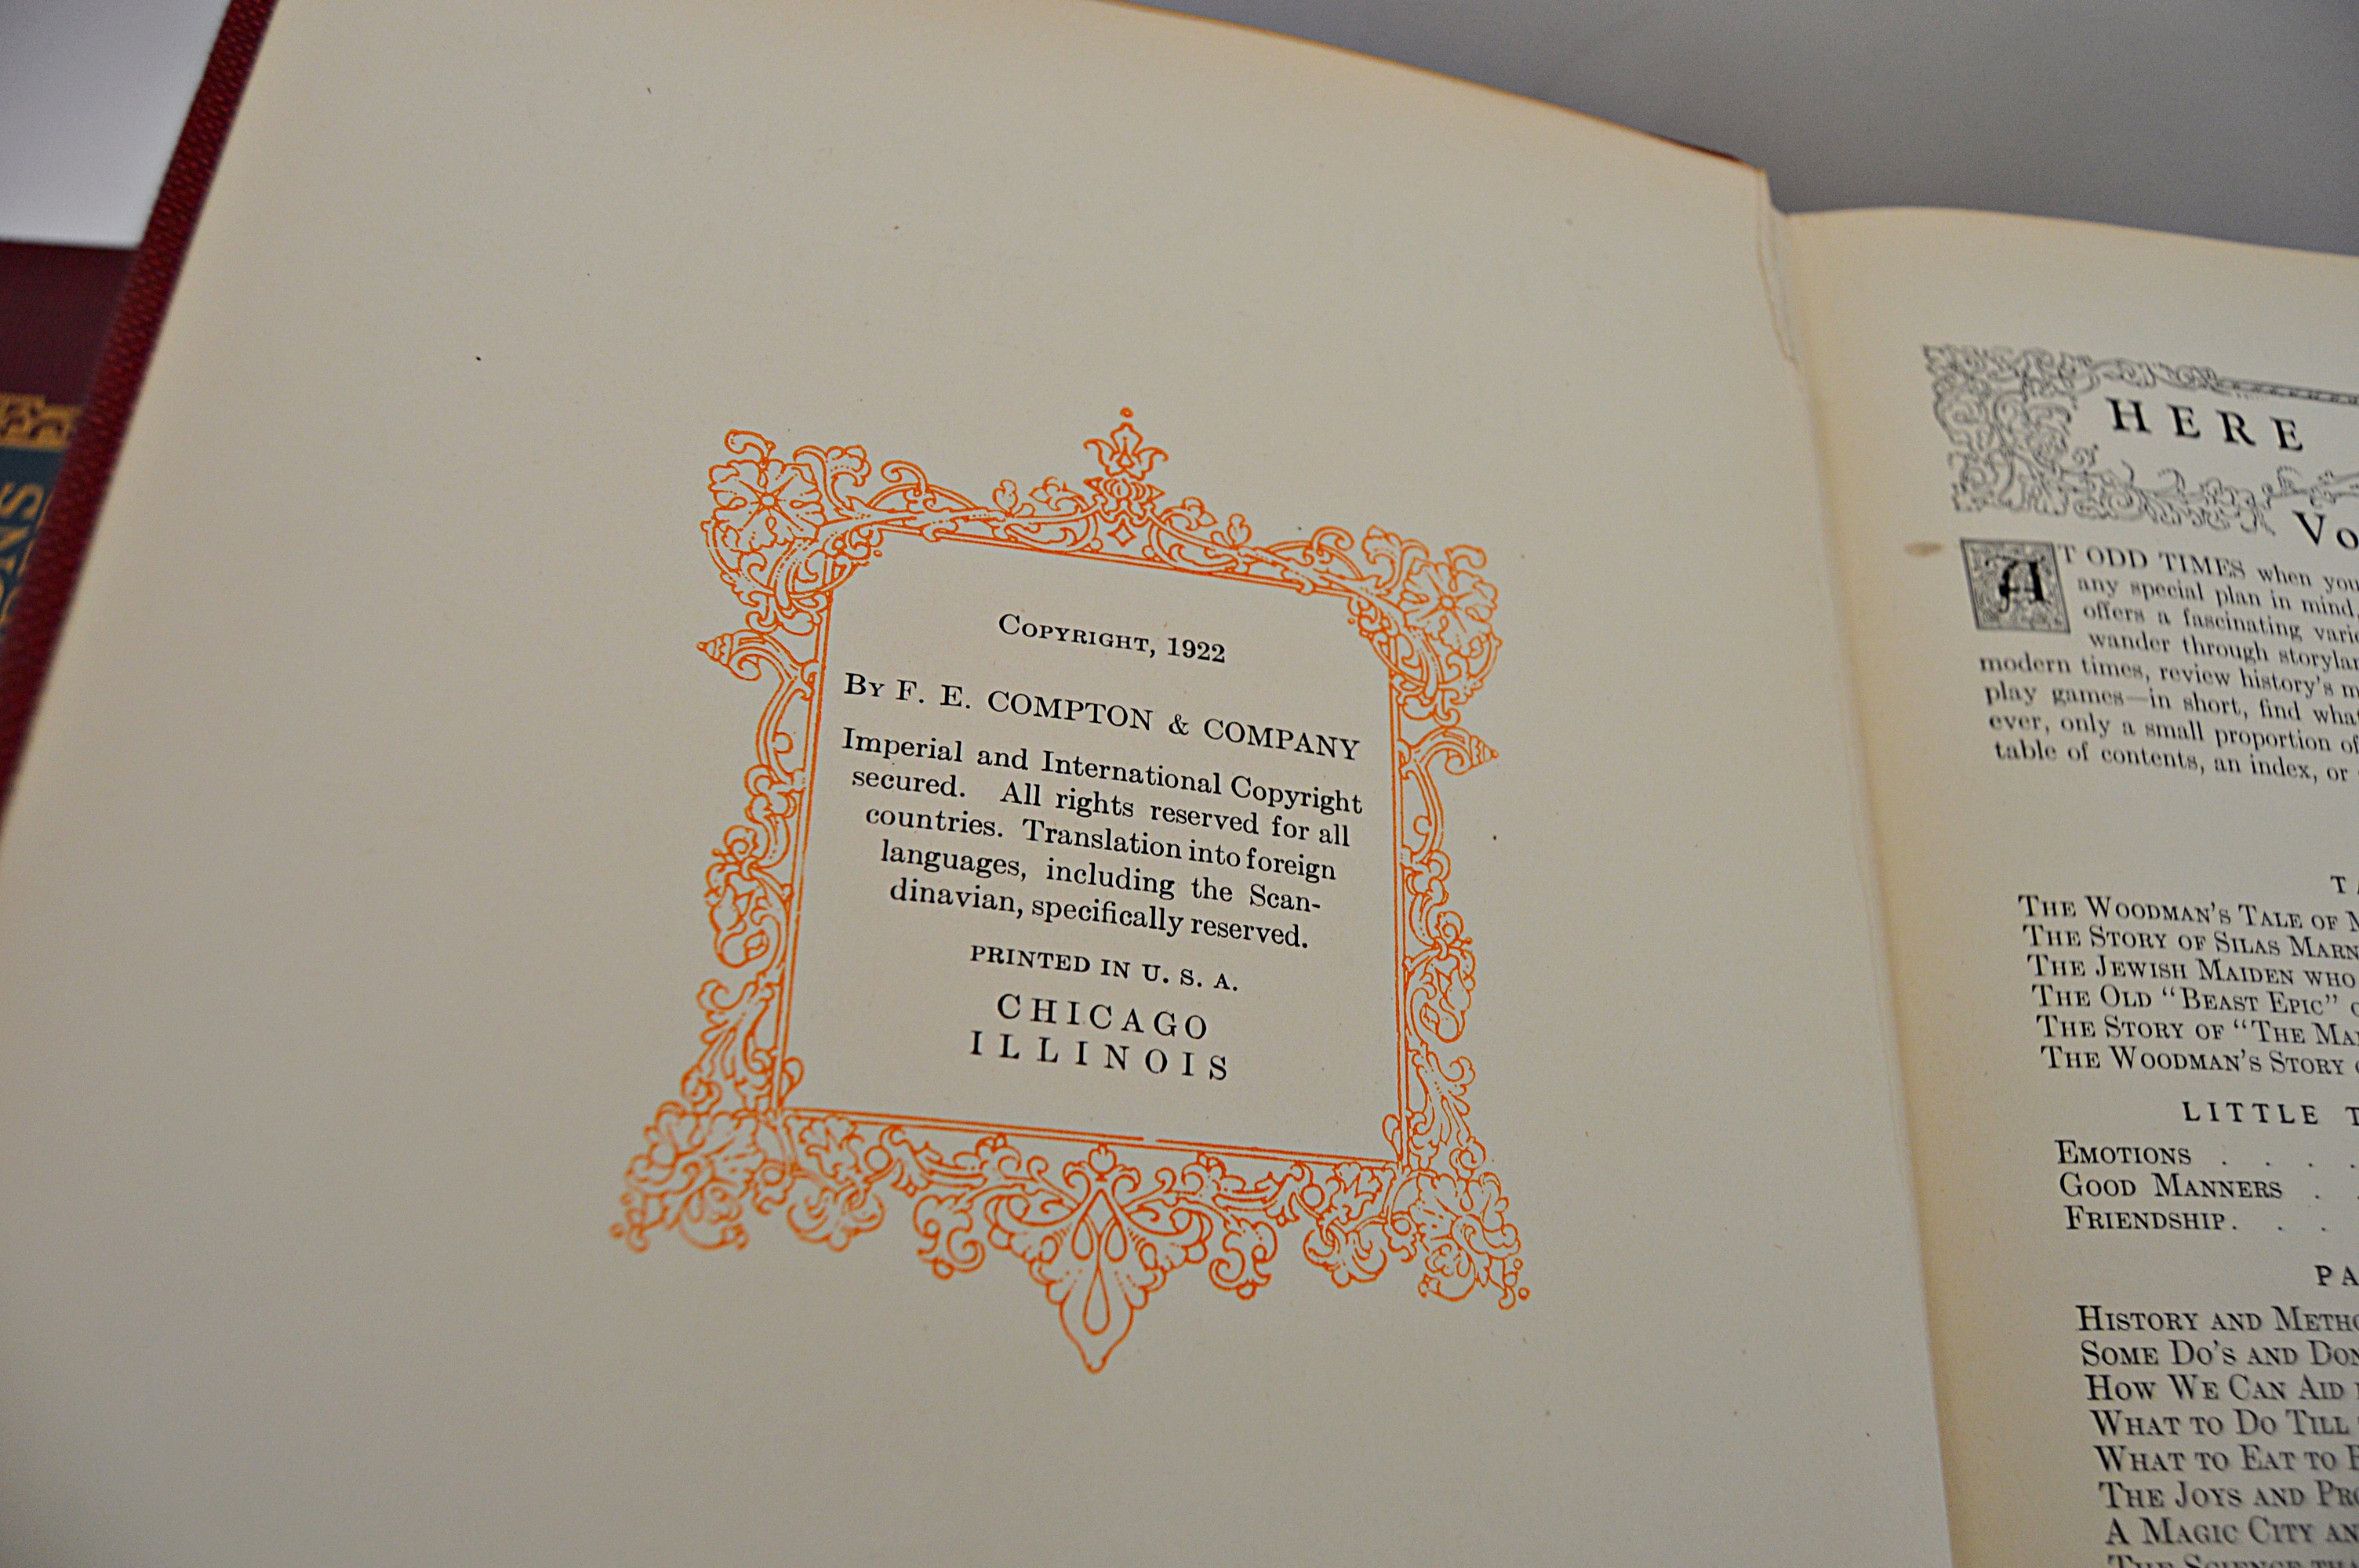 COPYRIGHT, 1922
BY F. E. COMPTON & COMPANY
Imperial and International Copyright
secured. All rights reserved for all
countries. Translation into foreign
languages, including the Scan-
dinavian, specifically reserved.
PRINTED IN U. S. A.
CHICAGO
ILLINOIS
HERE
AT ODD TIMES when you
any special plan in mind,
offers a fascinating
wander through
modern times, review history's
play games—in short, find
ever, only a small proportion of
table of contents, an index, or
THE WOODMAN'S TALE OF
THE STORY OF SILAS
THE JEWISH MAIDEN WHO
THE OLD "BEAST EPIC"
THE STORY OF "THE
THE WOODMAN'S STORY
LITTLE
EMOTIONS . . . .
GOOD MANNERS . .
FRIENDSHIP. . . .
HISTORY AND
SOME DO'S AND
HOW WE CAN AID
WHAT TO DO TILL
WHAT TO EAT TO
THE JOYS AND
A MAGIC CITY
THE SCIENCE